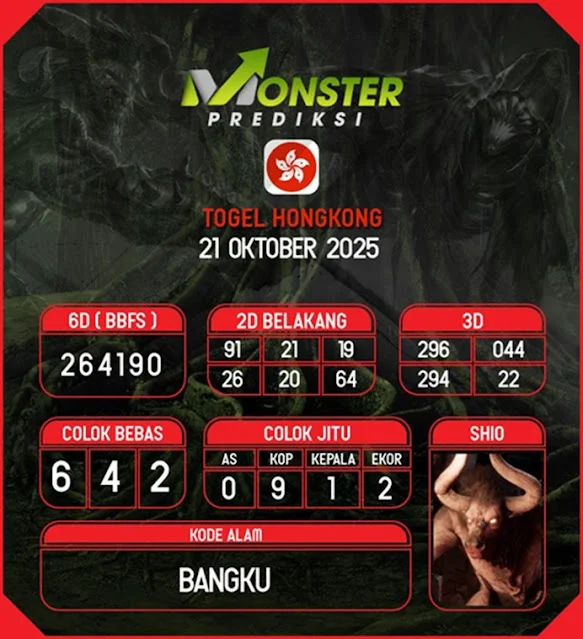 MONSTER
PREDIKSI
TOGEL HONGKONG
21 OKTOBER 2025
6D ( BBFS )
264190
2D BELAKANG
91 21 19
26 20 64
3D
296 044
294 22
COLOK BEBAS
6 4 2
COLOK JITU
AS KOP KEPALA EKOR
0 9 1 2
SHIO
KODE ALAM
BANGKU